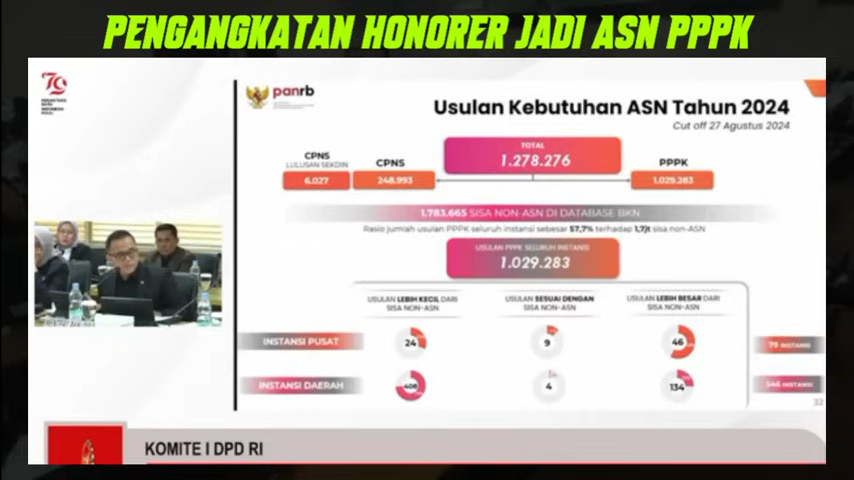 PENGANGKATAN HONORER JADI ASN PPPK
79
panrb
Usulan Kebutuhan ASN Tahun 2024
Cut off 27 Agustus 2024
TOTAL
1.278.276
CPNS
LULUSAN SEKDIN
6.027
CPNS
248.993
PPPK
1.029.283
1.783.665 SISA NON-ASN DI DATABASE BKN
Rasio jumlah usulan PPPK seluruh instansi sebesar 57,7% terhadap 1,7jt sisa non-ASN
USULAN PPPK SELURUH INSTANSI
1.029.283
USULAN LEBIH KECIL DARI
SISA NON-ASN
USULAN SESUAI DENGAN
SISA NON-ASN
USULAN LEBIH BESAR DARI
SISA NON-ASN
INSTANSI PUSAT
24
9
46
79 INSTANSI
INSTANSI DAERAH
408
4
134
546 INSTANSI
32
KOMITE I DPD RI